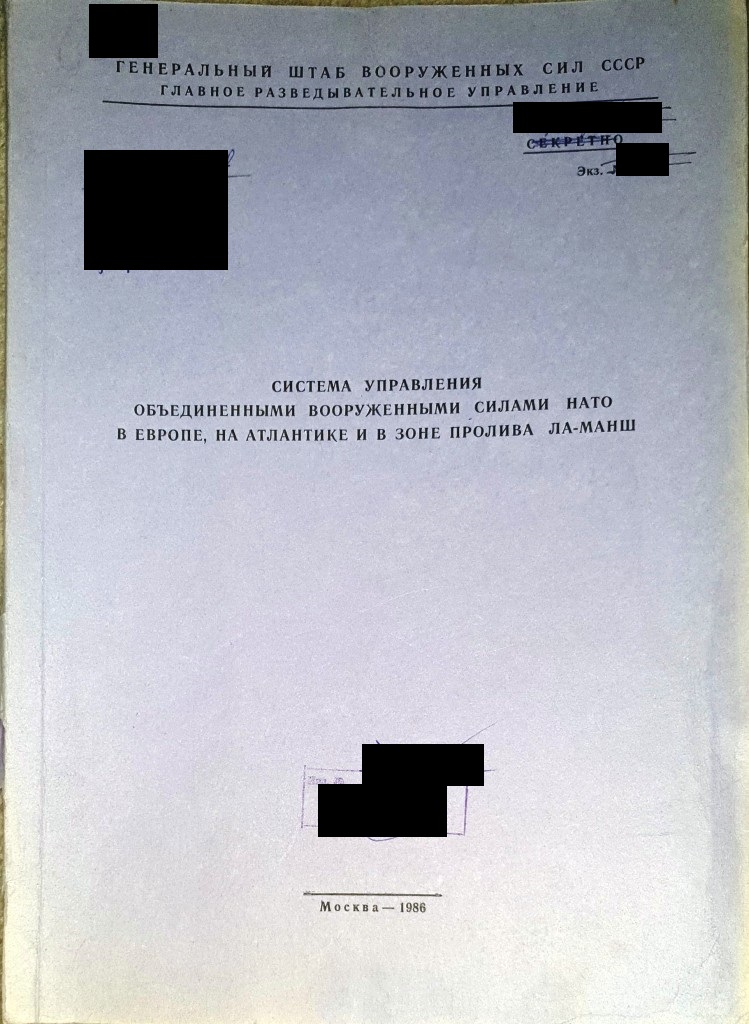 ГЕНЕРАЛЬНЫЙ ШТАБ ВООРУЖЕННЫХ СИЛ СССР
ГЛАВНОЕ РАЗВЕДЫВАТЕЛЬНОЕ УПРАВЛЕНИЕ
СЕКРЕТНО
Экз.
СИСТЕМА УПРАВЛЕНИЯ
ОБЪЕДИНЕННЫМИ ВООРУЖЕННЫМИ СИЛАМИ НАТО
В ЕВРОПЕ, НА АТЛАНТИКЕ И В ЗОНЕ ПРОЛИВА ЛА-МАНШ
Москва — 1986